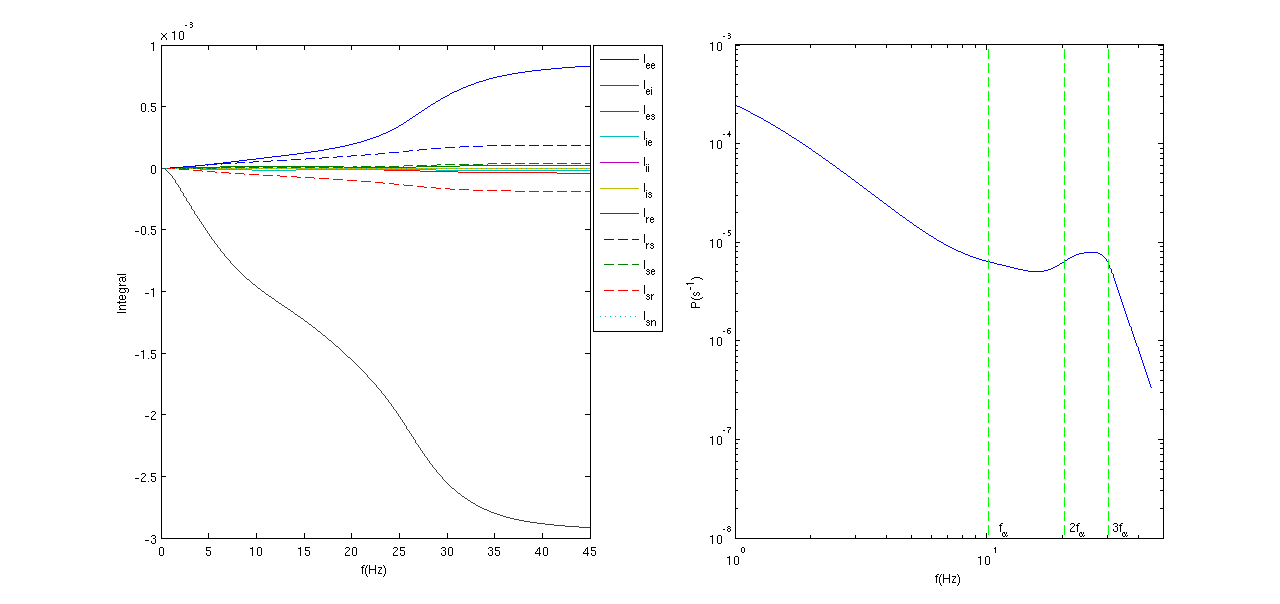 × 10^-3
1
0.5
0
-0.5
-1
-1.5
-2
-2.5
-3
Integral
0 5 10 15 20 25 30 35 40 45
f(Hz)
I_ee
I_ei
I_es
I_ie
I_ii
I_is
I_re
I_rs
I_se
I_sr
I_sn
10^-3
10^-4
10^-5
10^-6
10^-7
10^-8
P(s^-1)
f_α 2f_α 3f_α
10^0 10^1
f(Hz)